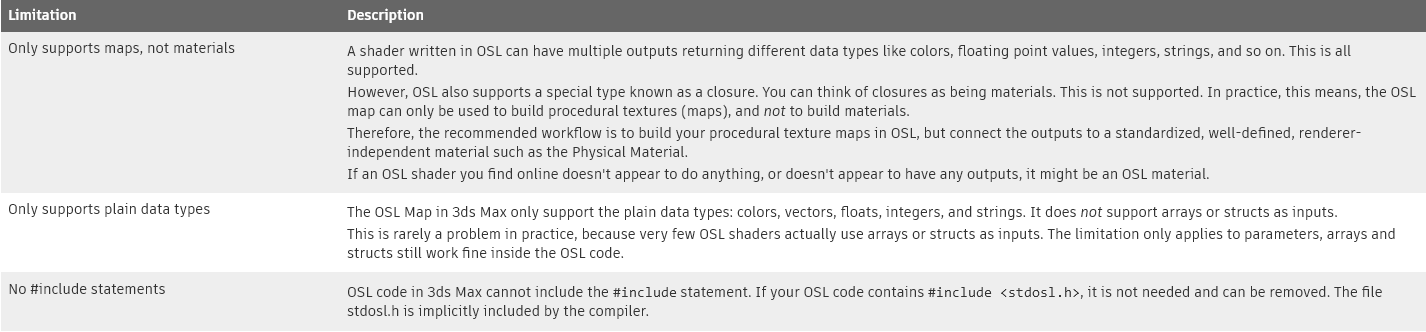 Limitation Description
Only supports maps, not materials
A shader written in OSL can have multiple outputs returning different data types like colors, floating point values, integers, strings, and so on. This is all
supported.
However, OSL also supports a special type known as a closure. You can think of closures as being materials. This is not supported. In practice, this means, the OSL
map can only be used to build procedural textures (maps), and not to build materials.
Therefore, the recommended workflow is to build your procedural texture maps in OSL, but connect the outputs to a standardized, well-defined, renderer-
independent material such as the Physical Material.
If an OSL shader you find online doesn't appear to do anything, or doesn't appear to have any outputs, it might be an OSL material.
Only supports plain data types
The OSL Map in 3ds Max only support the plain data types: colors, vectors, floats, integers, and strings. It does not support arrays or structs as inputs.
This is rarely a problem in practice, because very few OSL shaders actually use arrays or structs as inputs. The limitation only applies to parameters, arrays and
structs still work fine inside the OSL code.
No #include statements
OSL code in 3ds Max cannot include the #include statement. If your OSL code contains #include <stdosl.h>, it is not needed and can be removed. The file
stdosl.h is implicitly included by the compiler.